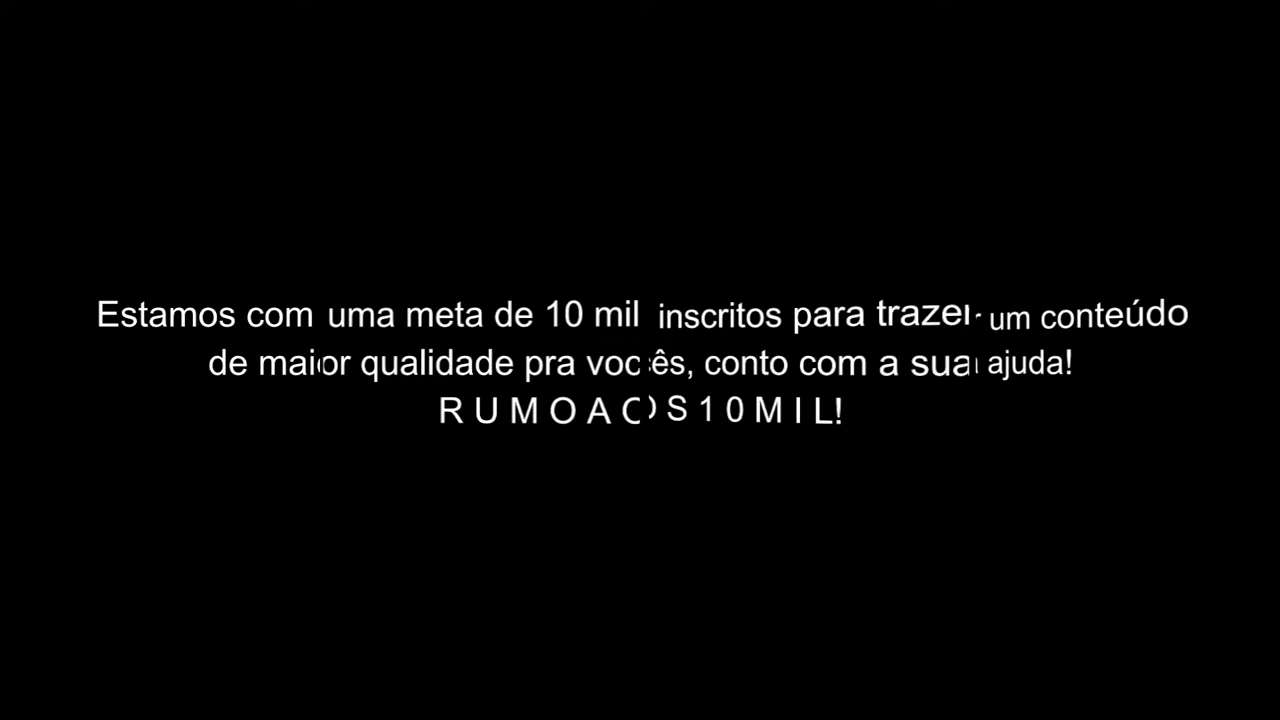 Estamos com uma meta de 10 mil inscritos para trazer um conteúdo
de maior qualidade pra vocês, conto com a sua ajuda!
R U M O A O S 1 0 M I L!